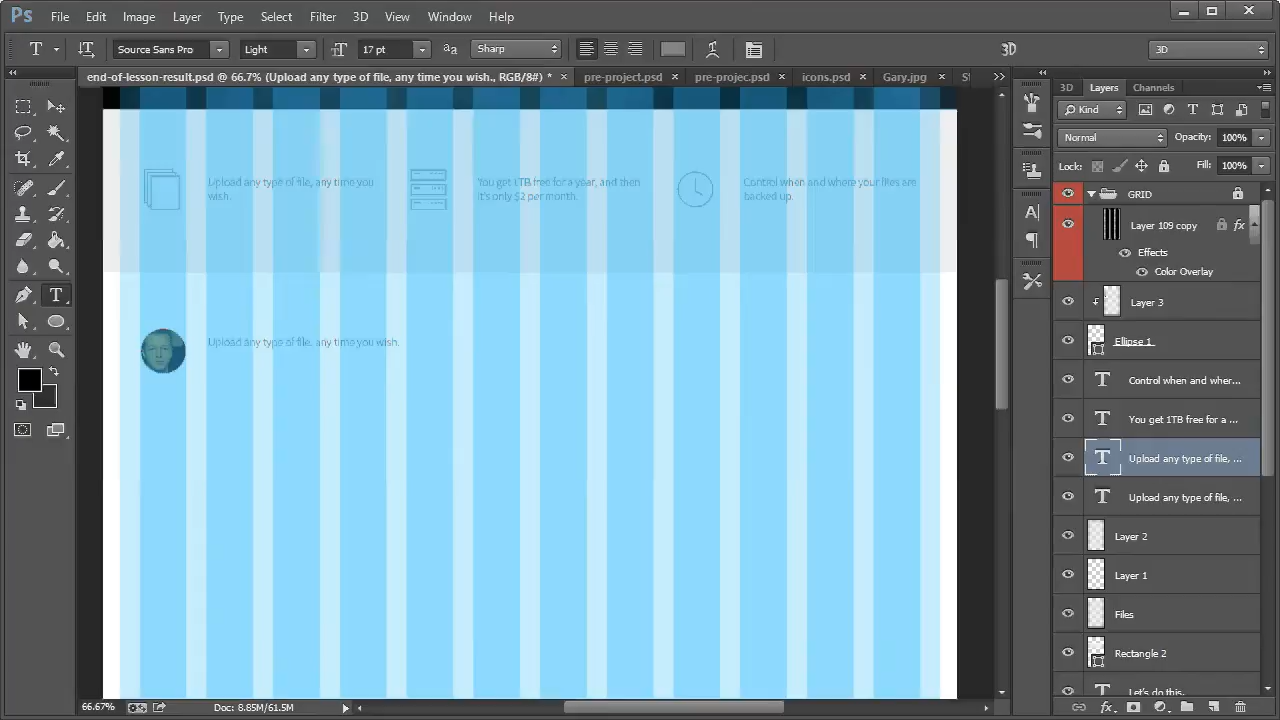 Ps File Edit Image Layer Type Select Filter 3D View Window Help
T Source Sans Pro Light 17 pt Sharp 3D 3D
end-of-lesson-result.psd @ 66.7% (Upload any type of file, any time you wish., RGB/8#) * × pre-project.psd × pre-projec.psd × icons.psd × Gary.jpg ×
3D Layers Channels
Kind
Normal Opacity: 100%
Lock: Fill: 100%
GRID
Layer 109 copy fx
Effects
Color Overlay
Layer 3
Ellipse 1
Control when and wher...
You get 1TB free for a ...
Upload any type of file, ...
Upload any type of file, ...
Layer 2
Layer 1
Files
Rectangle 2
Let's do this.
Upload any type of file, any time you
wish.
You get 1TB free for a year, and then
it's only $2 per month.
Control when and where your files are
backed up.
Upload any type of file, any time you wish.
66.67% Doc: 8.85M/61.5M